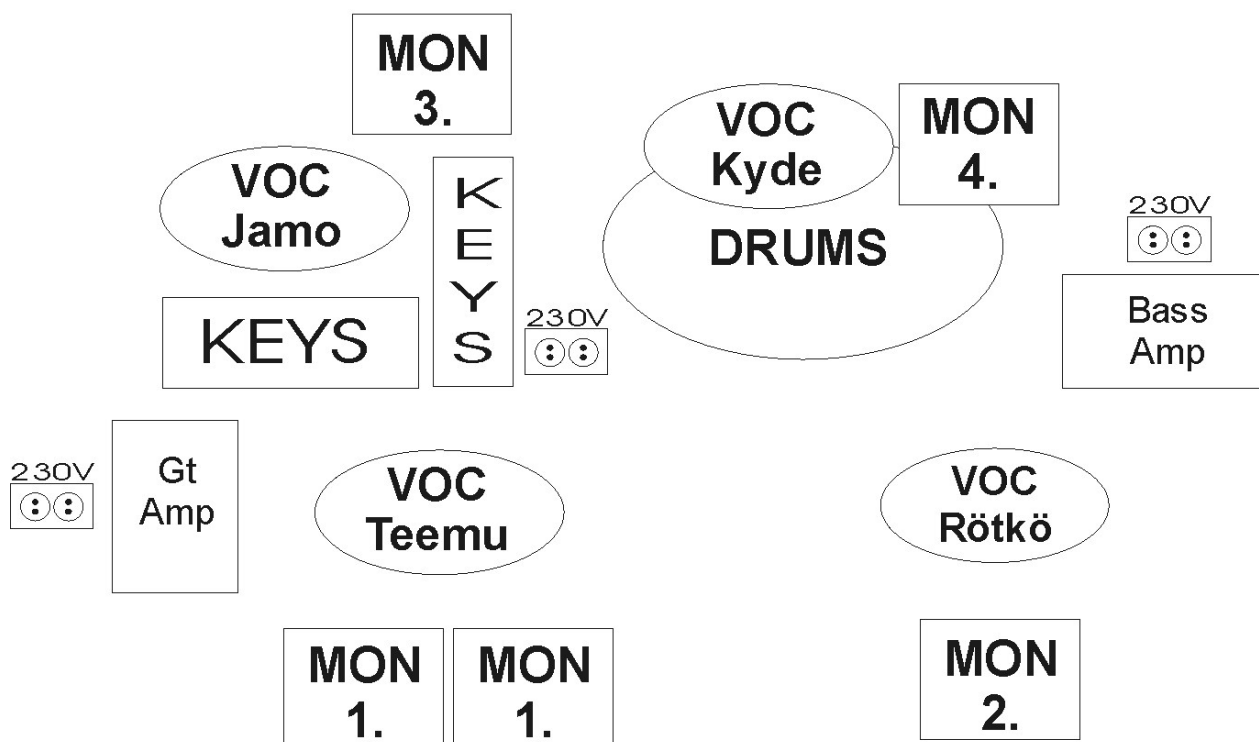 MON
3.
VOC
Jamo
KEYS
KEYS
230V
VOC
Kyde
MON
4.
DRUMS
230V
Bass
Amp
230V
Gt
Amp
VOC
Teemu
VOC
Rötkö
MON
1.
MON
1.
MON
2.